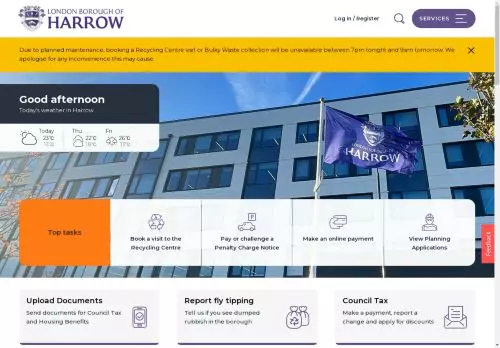 LONDON BOROUGH OF
HARROW
Log in / Register
SERVICES
Due to planned maintenance, booking a Recycling Centre visit or Bulky Waste collection will be unavailable between 7pm tonight and 9am tomorrow. We
apologise for any inconvenience this may cause.
Good afternoon
Today's weather in Harrow
Today
23°C
Thu
22°C
Fri
26°C
LONDON BOROUGH OF
HARROW
Top tasks
Book a visit to the
Recycling Centre
Pay or challenge a
Penalty Charge Notice
Make an online payment
View Planning
Applications
Feedback
Upload Documents
Send documents for Council Tax
and Housing Benefits
Report fly tipping
Tell us if you see dumped
rubbish in the borough
Council Tax
Make a payment, report a
change and apply for discounts